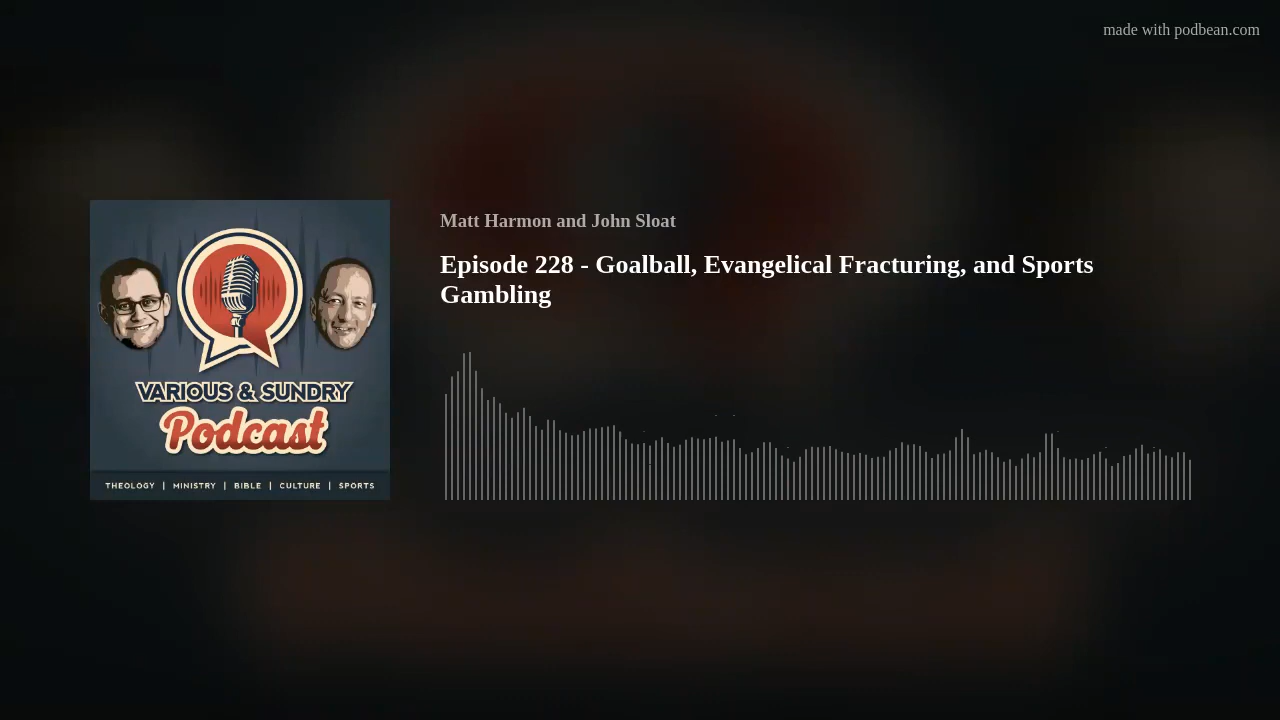 made with podbean.com
Matt Harmon and John Sloat
Episode 228 - Goalball, Evangelical Fracturing, and Sports
Gambling
VARIOUS & SUNDRY
Podcast
THEOLOGY | MINISTRY | BIBLE | CULTURE | SPORTS